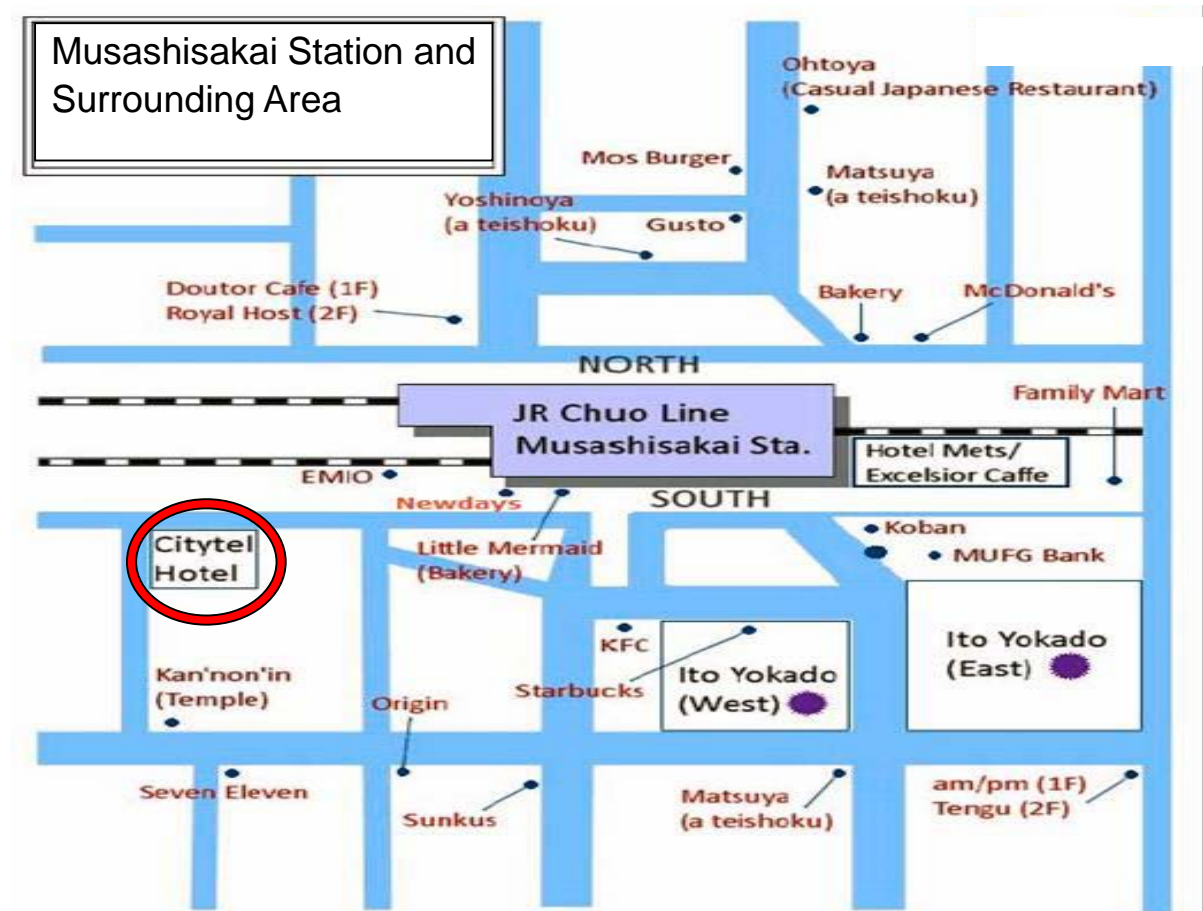 Musashisakai Station and
Surrounding Area
Ohtoya
(Casual Japanese Restaurant)
Mos Burger
Matsuya
(a teishoku)
Yoshinoya
(a teishoku)
Gusto
Doutor Cafe (1F)
Royal Host (2F)
Bakery
McDonald's
NORTH
Family Mart
JR Chuo Line
Musashisakai Sta.
Hotel Mets/
Excelsior Caffe
EMIO
Newdays
SOUTH
Citytel
Hotel
Little Mermaid
(Bakery)
Koban
MUFG Bank
KFC
Starbucks
Ito Yokado
(West)
Ito Yokado
(East)
Kan'non'in
(Temple)
Origin
Seven Eleven
Sunkus
Matsuya
(a teishoku)
am/pm (1F)
Tengu (2F)